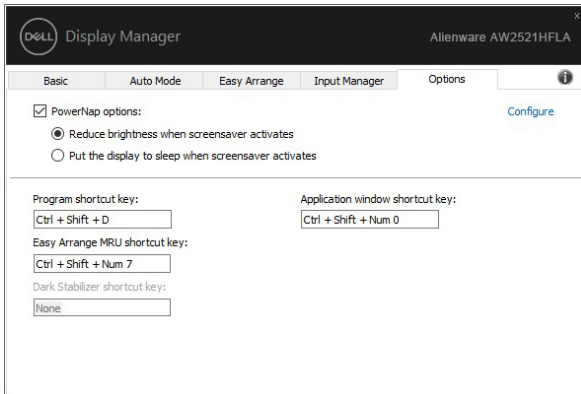 DELL Display Manager
Alienware AW2521HFLA
Basic Auto Mode Easy Arrange Input Manager Options
PowerNap options:
Configure
Reduce brightness when screensaver activates
Put the display to sleep when screensaver activates
Program shortcut key:
Application window shortcut key:
Ctrl + Shift + D
Ctrl + Shift + Num 0
Easy Arrange MRU shortcut key:
Ctrl + Shift + Num 7
Dark Stabilizer shortcut key:
None